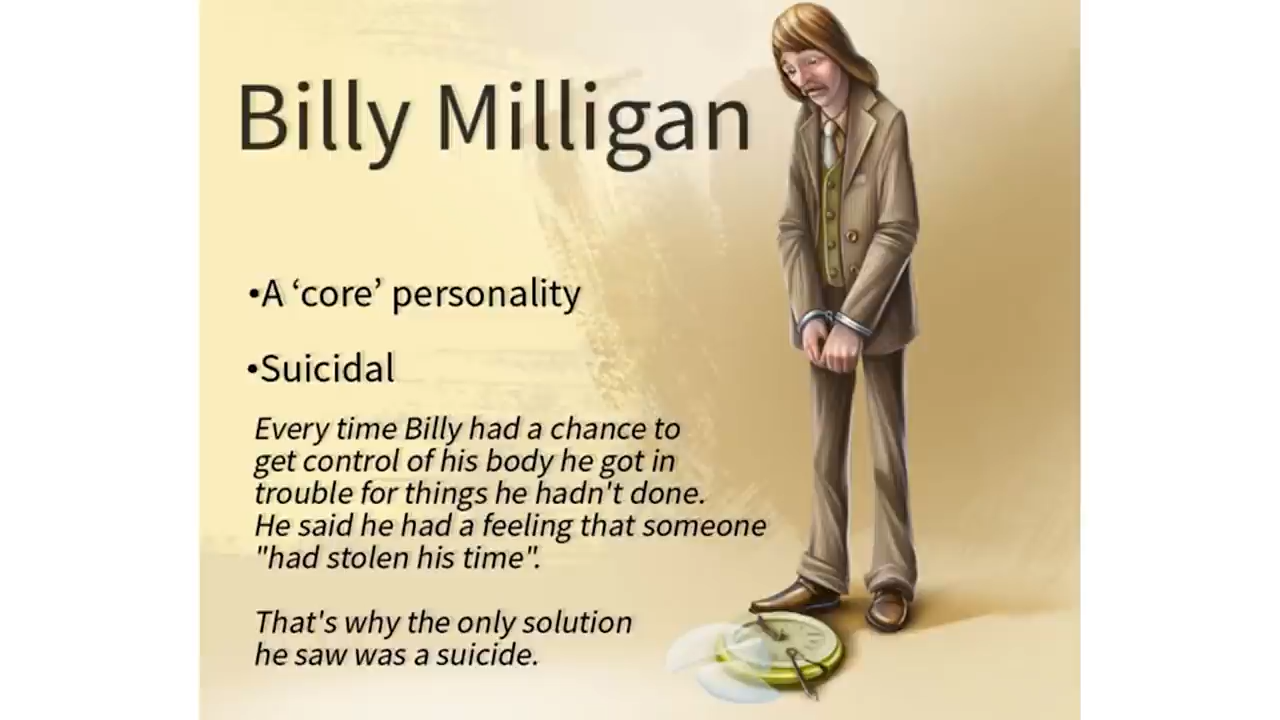 Billy Milligan
•A ‘core’ personality
•Suicidal
Every time Billy had a chance to
get control of his body he got in
trouble for things he hadn't done.
He said he had a feeling that someone
"had stolen his time".
That's why the only solution
he saw was a suicide.